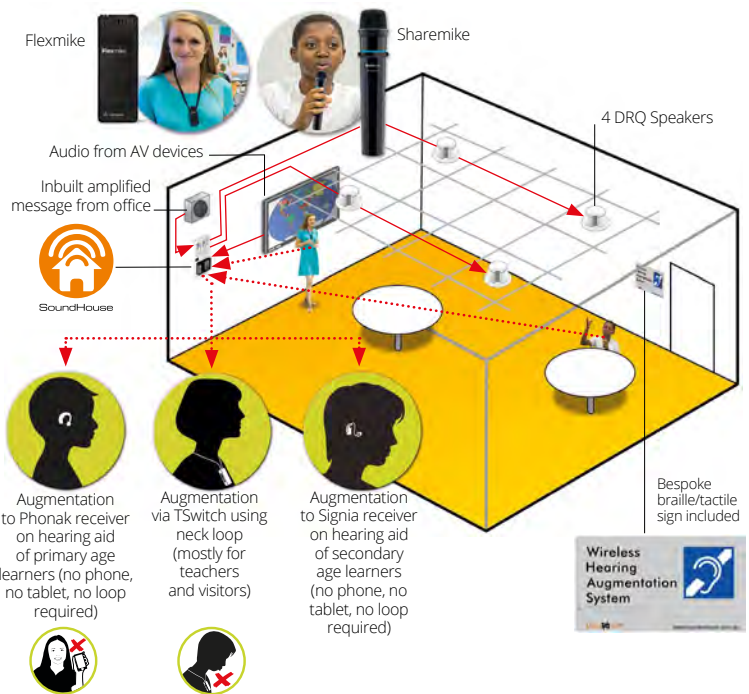 Flexmike
Sharemike
4 DRQ Speakers
Audio from AV devices
Inbuilt amplified
message from office
SoundHouse
Augmentation
to Phonak receiver
on hearing aid
of primary age
learners (no phone,
no tablet, no loop
required)
Augmentation
via TSwitch using
neck loop
(mostly for
teachers
and visitors)
Augmentation
to Signia receiver
on hearing aid
of secondary
age learners
(no phone, no
tablet, no loop
required)
Bespoke
braille/tactile
sign included
Wireless
Hearing
Augmentation
System